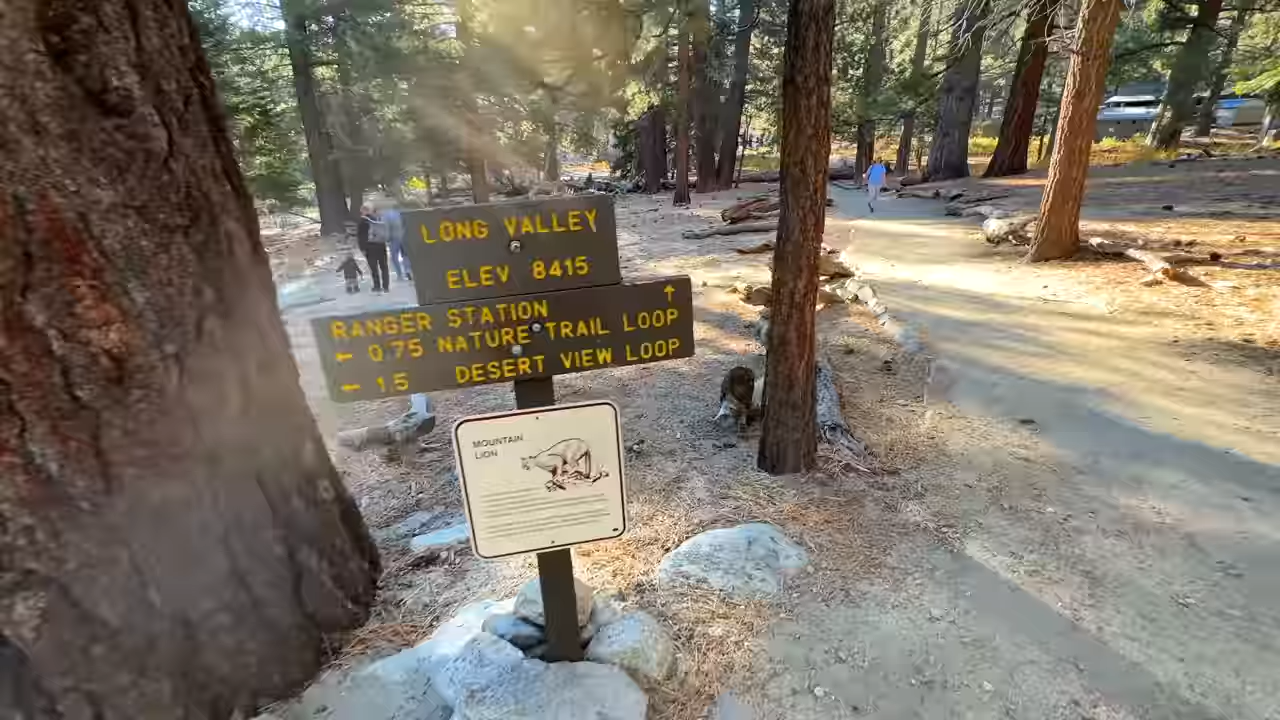 LONG VALLEY
ELEV 8415
RANGER STATION ↑
← 0.75 NATURE TRAIL LOOP
← 1.5 DESERT VIEW LOOP
MOUNTAIN
LION